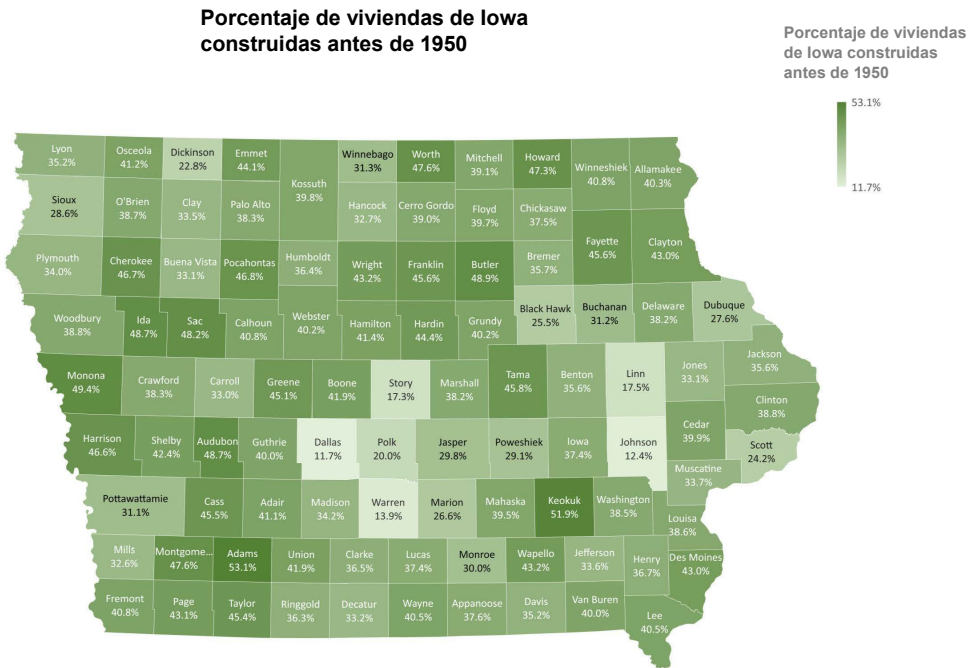 Porcentaje de viviendas de Iowa
construidas antes de 1950
Porcentaje de viviendas
de Iowa construidas
antes de 1950
53.1%
11.7%
Lyon
35.2%
Osceola
41.2%
Dickinson
22.8%
Emmet
44.1%
Kossuth
39.8%
Winnebago
31.3%
Worth
47.6%
Mitchell
39.1%
Howard
47.3%
Winneshiek
40.8%
Allamakee
40.3%
Sioux
28.6%
O'Brien
38.7%
Clay
33.5%
Palo Alto
38.3%
Hancock
32.7%
Cerro Gordo
39.0%
Floyd
39.7%
Chickasaw
37.5%
Plymouth
34.0%
Cherokee
46.7%
Buena Vista
33.1%
Pocahontas
46.8%
Humboldt
36.4%
Wright
43.2%
Franklin
45.6%
Butler
48.9%
Bremer
35.7%
Fayette
45.6%
Clayton
43.0%
Woodbury
38.8%
Ida
48.7%
Sac
48.2%
Calhoun
40.8%
Webster
40.2%
Hamilton
41.4%
Hardin
44.4%
Grundy
40.2%
Black Hawk
25.5%
Buchanan
31.2%
Delaware
38.2%
Dubuque
27.6%
Monona
49.4%
Crawford
38.3%
Carroll
33.0%
Greene
45.1%
Boone
41.9%
Story
17.3%
Marshall
38.2%
Tama
45.8%
Benton
35.6%
Linn
17.5%
Jones
33.1%
Jackson
35.6%
Clinton
38.8%
Harrison
46.6%
Shelby
42.4%
Audubon
48.7%
Guthrie
40.0%
Dallas
11.7%
Polk
20.0%
Jasper
29.8%
Poweshiek
29.1%
Iowa
37.4%
Johnson
12.4%
Cedar
39.9%
Scott
24.2%
Muscatine
33.7%
Pottawattamie
31.1%
Cass
45.5%
Adair
41.1%
Madison
34.2%
Warren
13.9%
Marion
26.6%
Mahaska
39.5%
Keokuk
51.9%
Washington
38.5%
Louisa
38.6%
Mills
32.6%
Montgome...
47.6%
Adams
53.1%
Union
41.9%
Clarke
36.5%
Lucas
37.4%
Monroe
30.0%
Wapello
43.2%
Jefferson
33.6%
Henry
36.7%
Des Moines
43.0%
Fremont
40.8%
Page
43.1%
Taylor
45.4%
Ringgold
36.3%
Decatur
33.2%
Wayne
40.5%
Appanoose
37.6%
Davis
35.2%
Van Buren
40.0%
Lee
40.5%